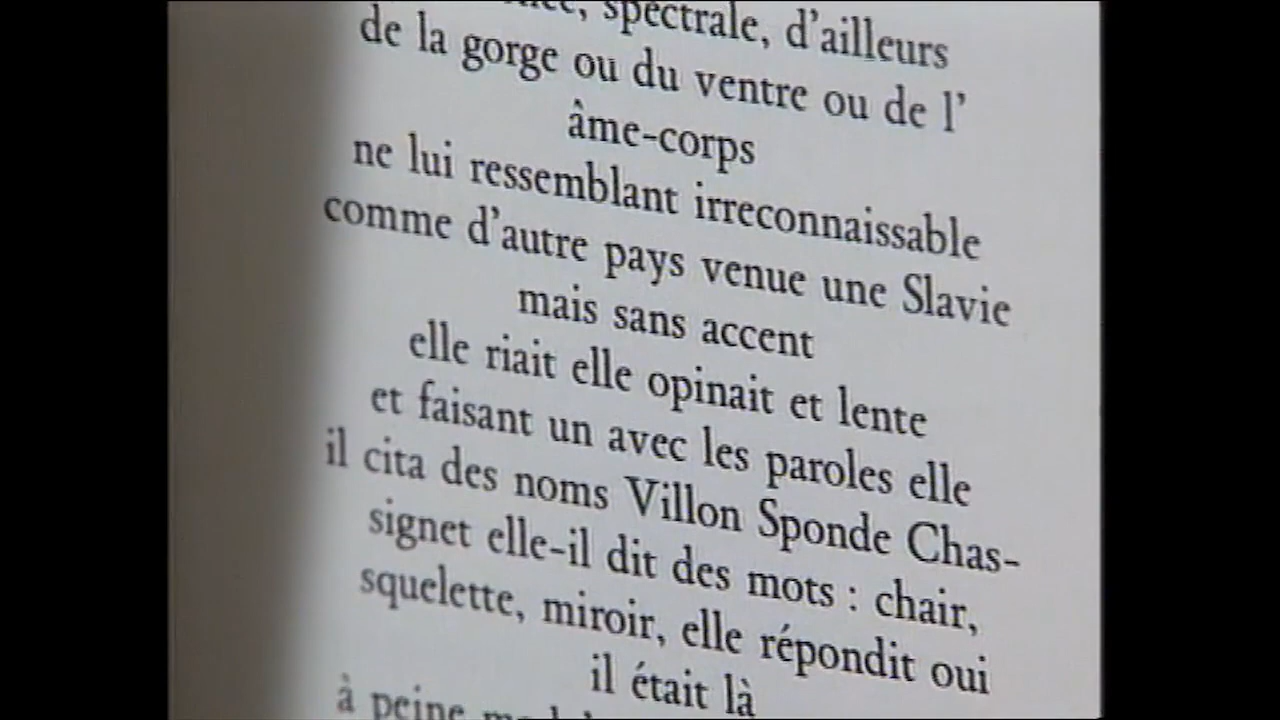 spectrale, d'ailleurs
de la gorge ou du ventre ou de l'
âme-corps
ne lui ressemblant irreconnaissable
comme d'autre pays venue une Slavie
mais sans accent
elle riait elle opinait et lente
et faisant un avec les paroles elle
il cita des noms Villon Sponde Chas-
signet elle-il dit des mots : chair,
squelette, miroir, elle répondit oui
il était là
à peine